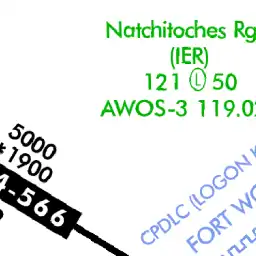 Natchitoches Rg
(IER)
121 Ⓛ 50
AWOS-3 119.02
5000
*1900
-566
CPDLC (LOGON K
FORT WO